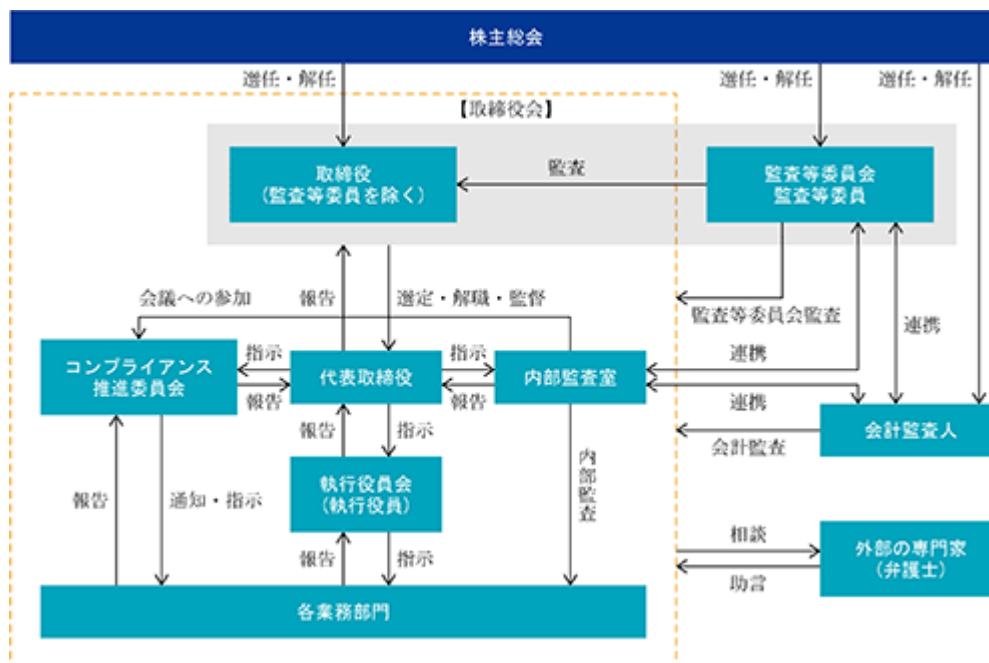 株主総会
選任・解任
選任・解任
選任・解任
【取締役会】
取締役
(監査等委員を除く)
監査
監査等委員会
監査等委員
会議への参加
報告
選定・解職・監督
監査等委員会監査
連携
コンプライアンス
推進委員会
指示
報告
代表取締役
指示
報告
内部監査室
連携
連携
会計監査人
会計監査
報告
指示
内部監査
執行役員会
(執行役員)
報告
通知・指示
報告
指示
相談
助言
外部の専門家
(弁護士)
各業務部門